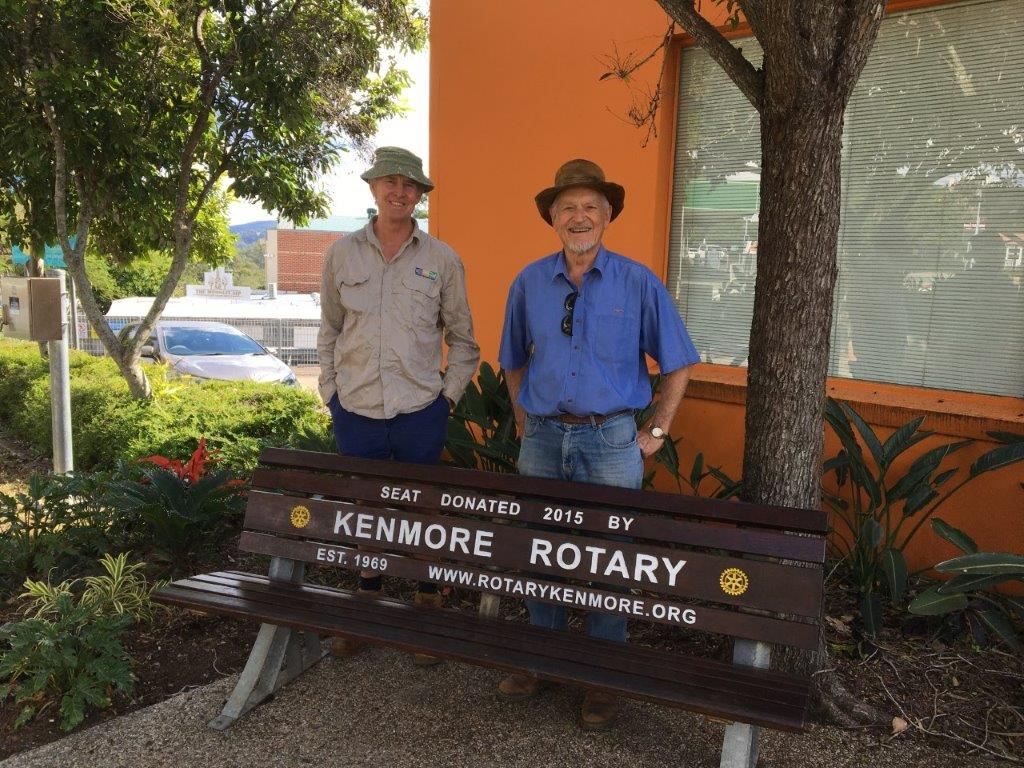 SEAT DONATED 2015 BY
KENMORE ROTARY
EST. 1969 WWW.ROTARYKENMORE.ORG